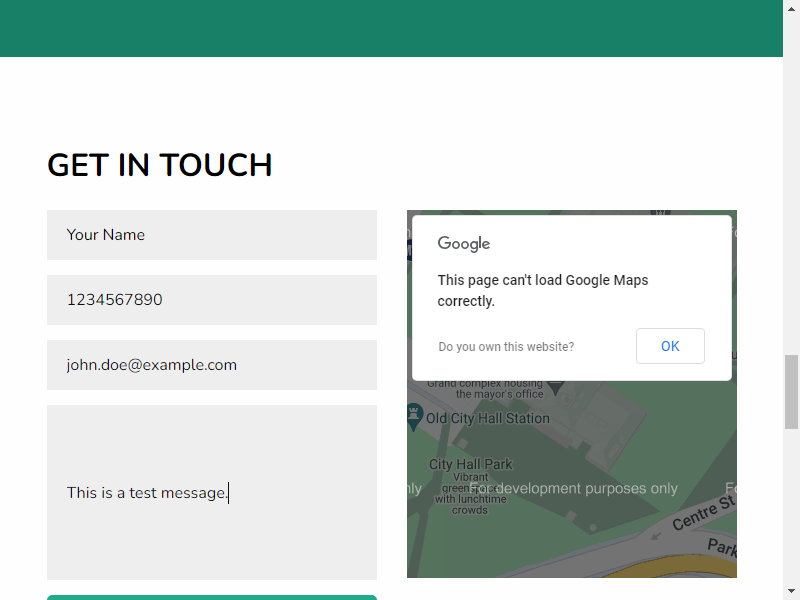 GET IN TOUCH
Your Name
1234567890
john.doe@example.com
This is a test message.
Google
This page can't load Google Maps
correctly.
Do you own this website?
OK
Grand complex housing
the mayor's office
Old City Hall Station
City Hall Park
Vibrant
greenspace
with lunchtime
crowds
only
For development purposes only
Centre St
Park